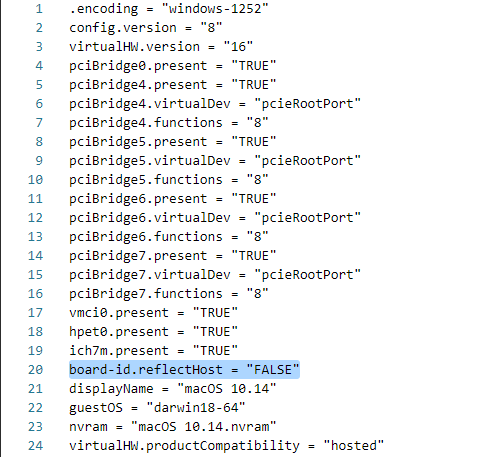 1 .encoding = "windows-1252"
2 config.version = "8"
3 virtualHW.version = "16"
4 pciBridge0.present = "TRUE"
5 pciBridge4.present = "TRUE"
6 pciBridge4.virtualDev = "pcieRootPort"
7 pciBridge4.functions = "8"
8 pciBridge5.present = "TRUE"
9 pciBridge5.virtualDev = "pcieRootPort"
10 pciBridge5.functions = "8"
11 pciBridge6.present = "TRUE"
12 pciBridge6.virtualDev = "pcieRootPort"
13 pciBridge6.functions = "8"
14 pciBridge7.present = "TRUE"
15 pciBridge7.virtualDev = "pcieRootPort"
16 pciBridge7.functions = "8"
17 vmci0.present = "TRUE"
18 hpet0.present = "TRUE"
19 ich7m.present = "TRUE"
20 board-id.reflectHost = "FALSE"
21 displayName = "macOS 10.14"
22 guestOS = "darwin18-64"
23 nvram = "macOS 10.14.nvram"
24 virtualHW.productCompatibility = "hosted"